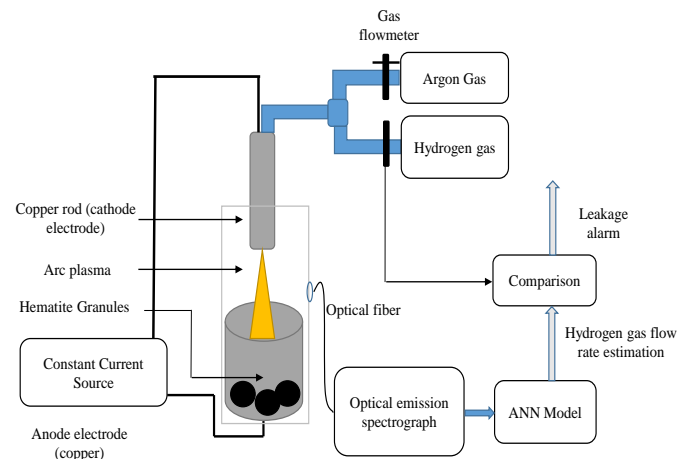 Gas
flowmeter
Argon Gas
Hydrogen gas
Copper rod (cathode
electrode)
Arc plasma
Hematite Granules
Optical fiber
Constant Current
Source
Anode electrode
(copper)
Optical emission
spectrograph
ANN Model
Hydrogen gas flow
rate estimation
Comparison
Leakage
alarm